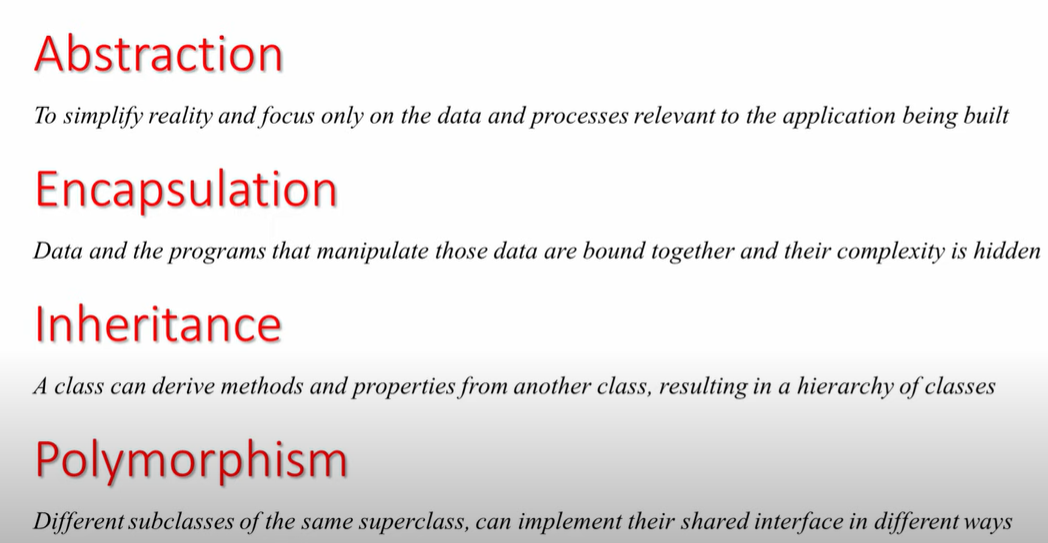 Abstraction
To simplify reality and focus only on the data and processes relevant to the application being built
Encapsulation
Data and the programs that manipulate those data are bound together and their complexity is hidden
Inheritance
A class can derive methods and properties from another class, resulting in a hierarchy of classes
Polymorphism
Different subclasses of the same superclass, can implement their shared interface in different ways